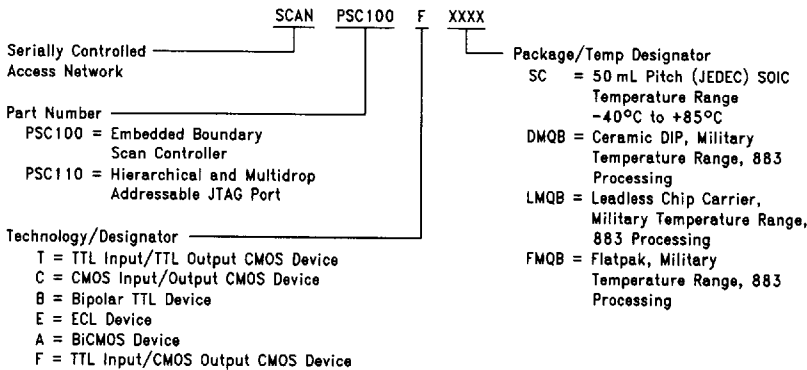 SCAN PSC100 F XXXX
Serially Controlled
Access Network
Part Number
PSC100 = Embedded Boundary
Scan Controller
PSC110 = Hierarchical and Multidrop
Addressable JTAG Port
Technology/Designator
T = TTL Input/TTL Output CMOS Device
C = CMOS Input/Output CMOS Device
B = Bipolar TTL Device
E = ECL Device
A = BiCMOS Device
F = TTL Input/CMOS Output CMOS Device
Package/Temp Designator
SC = 50 mL Pitch (JEDEC) SOIC
Temperature Range
-40°C to +85°C
DMQB = Ceramic DIP, Military
Temperature Range, 883
Processing
LMQB = Leadless Chip Carrier,
Military Temperature Range,
883 Processing
FMQB = Flatpak, Military
Temperature Range, 883
Processing